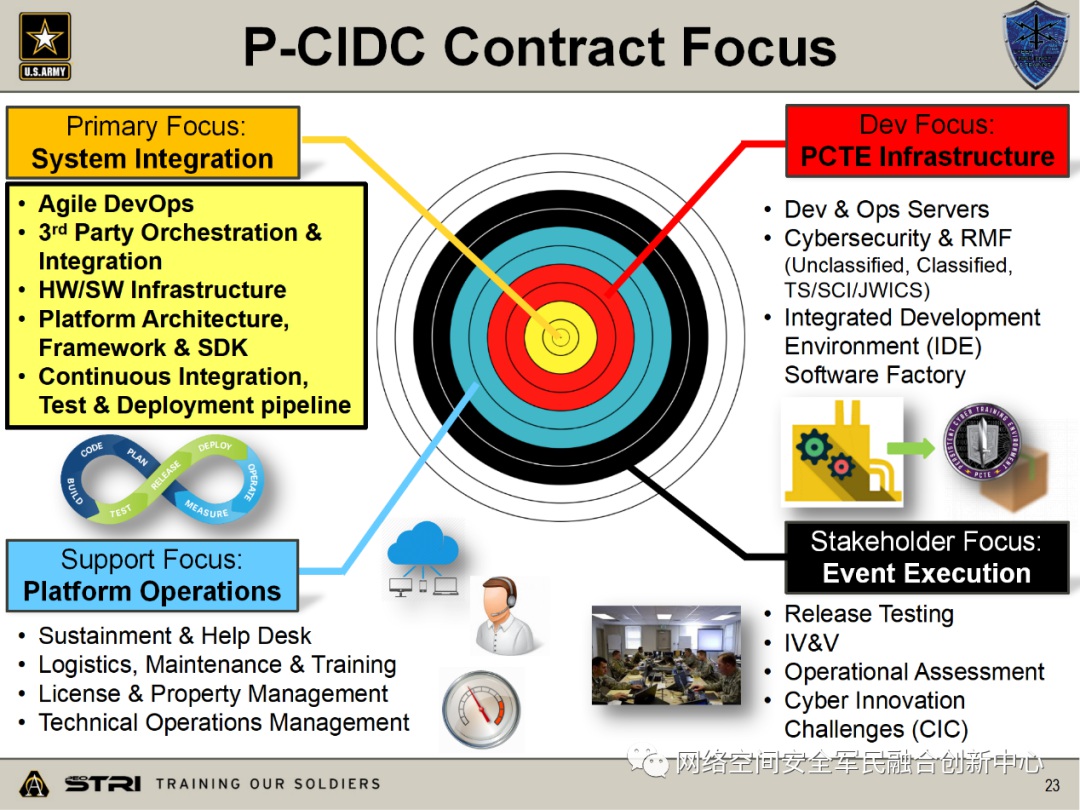 U.S.ARMY
P-CIDC Contract Focus
Primary Focus:
System Integration
• Agile DevOps
• 3rd Party Orchestration &
Integration
• HW/SW Infrastructure
• Platform Architecture,
Framework & SDK
• Continuous Integration,
Test & Deployment pipeline
CODE
PLAN
BUILD
TEST
RELEASE
DEPLOY
OPERATE
MEASURE
Dev Focus:
PCTE Infrastructure
• Dev & Ops Servers
• Cybersecurity & RMF
(Unclassified, Classified,
TS/SCI/JWICS)
• Integrated Development
Environment (IDE)
Software Factory
PERSISTENT CYBER TRAINING ENVIRONMENT
PCTE
Support Focus:
Platform Operations
• Sustainment & Help Desk
• Logistics, Maintenance & Training
• License & Property Management
• Technical Operations Management
Stakeholder Focus:
Event Execution
• Release Testing
• IV&V
• Operational Assessment
• Cyber Innovation
Challenges (CIC)
网络空间安全军民融合创新中心
PEO STRI TRAINING OUR SOLDIERS
23